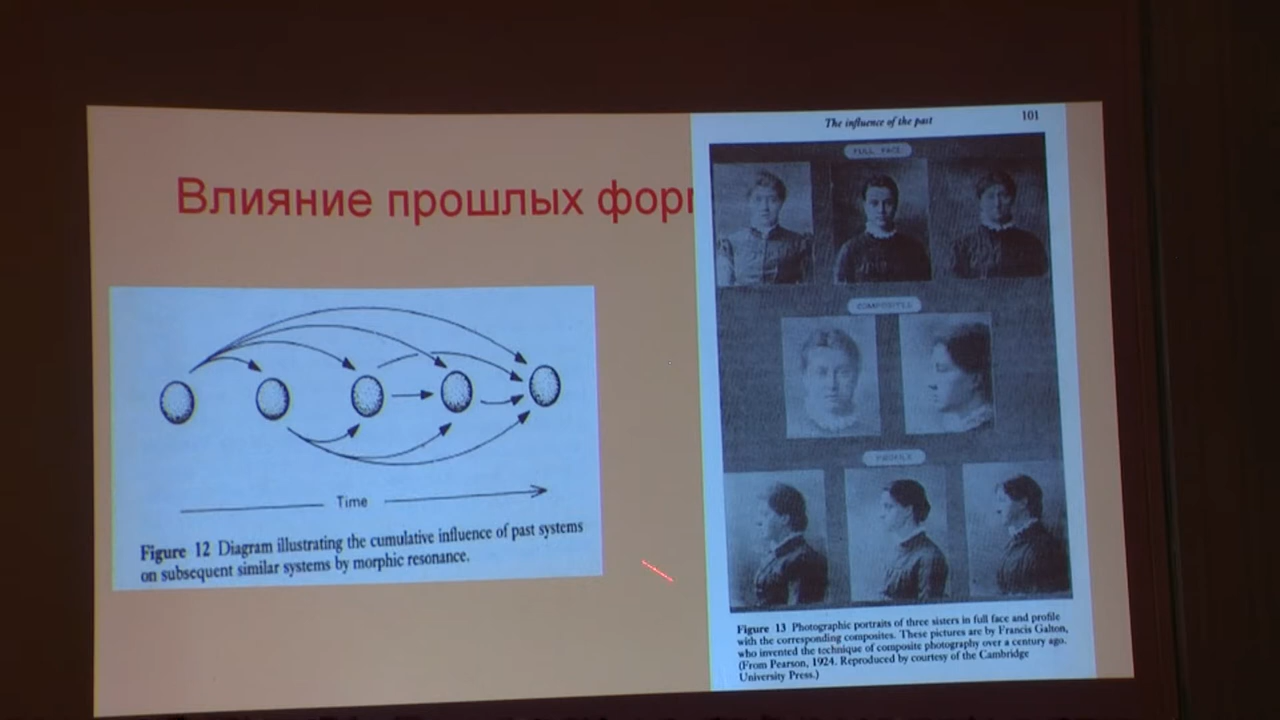 Влияние прошлых фор
Time
Figure 12 Diagram illustrating the cumulative influence of past systems
on subsequent similar systems by morphic resonance.
The influence of the past 101
FULL FACE
COMPOSITES
PROFILE
Figure 13 Photographic portraits of three sisters in full face and profile
with the corresponding composites. These pictures are by Francis Galton,
who invented the technique of composite photography over a century ago.
(From Pearson, 1924. Reproduced by courtesy of the Cambridge
University Press.)